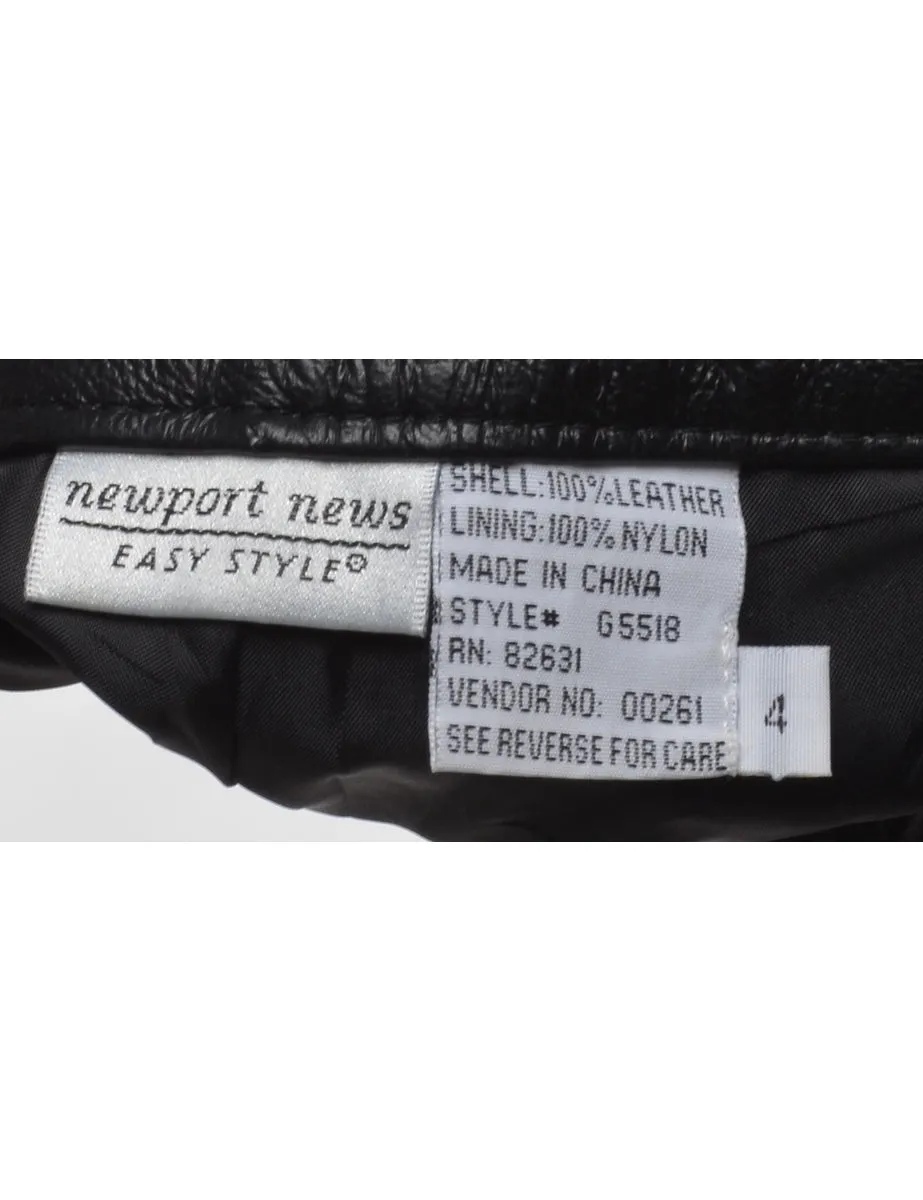 newport news
EASY STYLE®
SHELL:100%LEATHER
LINING:100% NYLON
MADE IN CHINA
STYLE# G5518
RN: 82631
VENDOR NO: 00261
SEE REVERSE FOR CARE
4